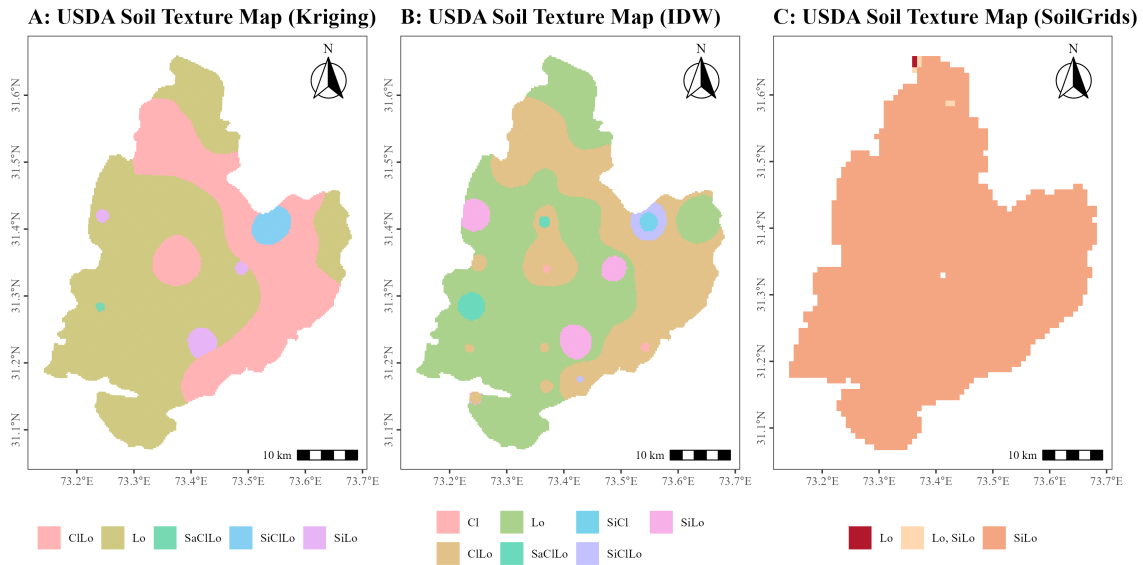 A: USDA Soil Texture Map (Kriging)
B: USDA Soil Texture Map (IDW)
C: USDA Soil Texture Map (SoilGrids)
N
N
N
31.6°N
31.5°N
31.4°N
31.3°N
31.2°N
31.1°N
31.6°N
31.5°N
31.4°N
31.3°N
31.2°N
31.1°N
31.6°N
31.5°N
31.4°N
31.3°N
31.2°N
31.1°N
10 km
10 km
10 km
73.2°E 73.3°E 73.4°E 73.5°E 73.6°E 73.7°E
73.2°E 73.3°E 73.4°E 73.5°E 73.6°E 73.7°E
73.2°E 73.3°E 73.4°E 73.5°E 73.6°E 73.7°E
ClLo Lo SaClLo SiClLo SiLo
Cl Lo SiCl SiLo
ClLo SaClLo SiClLo
Lo Lo, SiLo SiLo